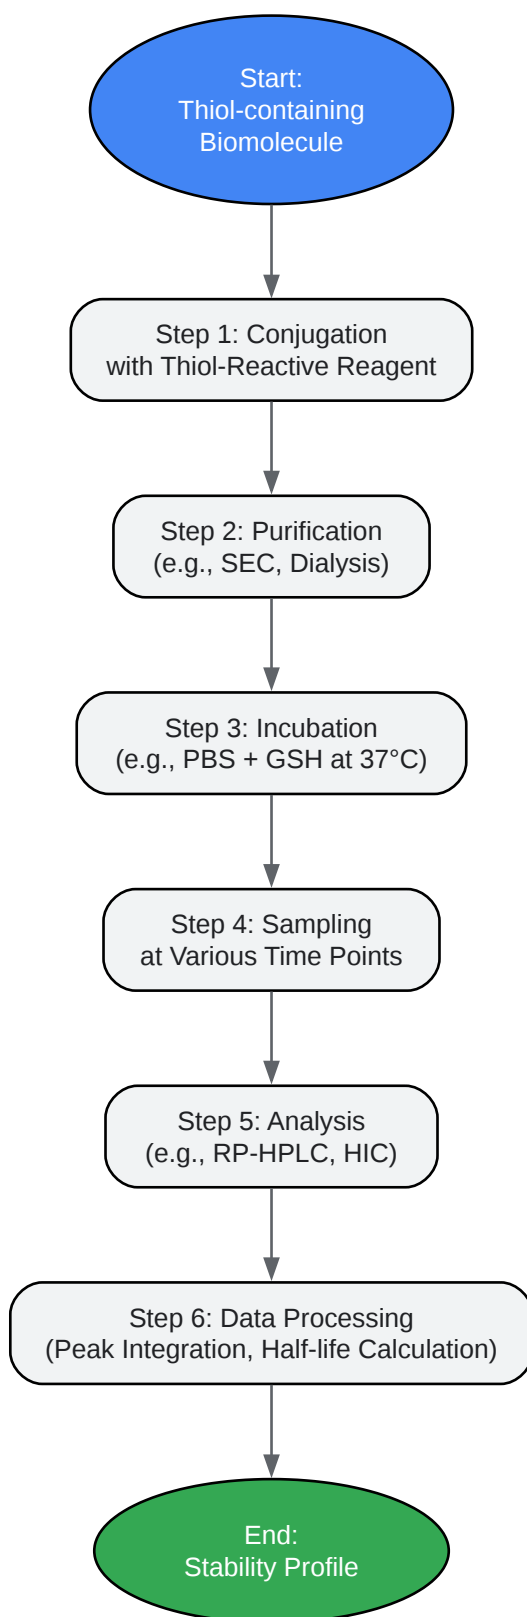 Start:
Thiol-containing
Biomolecule
Step 1: Conjugation
with Thiol-Reactive Reagent
Step 2: Purification
(e.g., SEC, Dialysis)
Step 3: Incubation
(e.g., PBS + GSH at 37°C)
Step 4: Sampling
at Various Time Points
Step 5: Analysis
(e.g., RP-HPLC, HIC)
Step 6: Data Processing
(Peak Integration, Half-life Calculation)
End:
Stability Profile